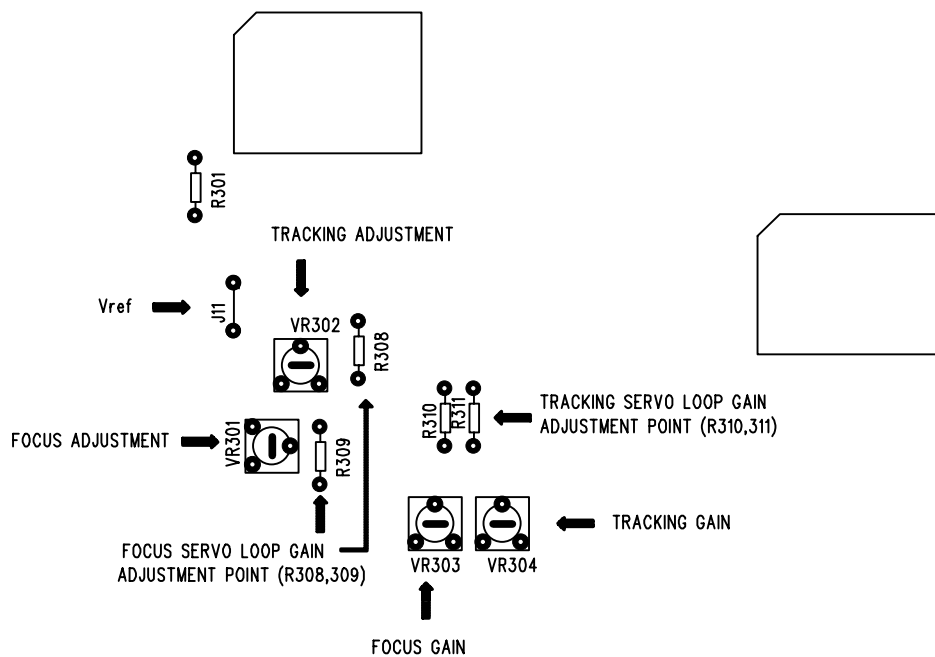 R301
TRACKING ADJUSTMENT
Vref
J11
VR302
R308
R310
R311
TRACKING SERVO LOOP GAIN
ADJUSTMENT POINT (R310,311)
FOCUS ADJUSTMENT
VR301
R309
TRACKING GAIN
FOCUS SERVO LOOP GAIN
ADJUSTMENT POINT (R308,309)
VR303
VR304
FOCUS GAIN